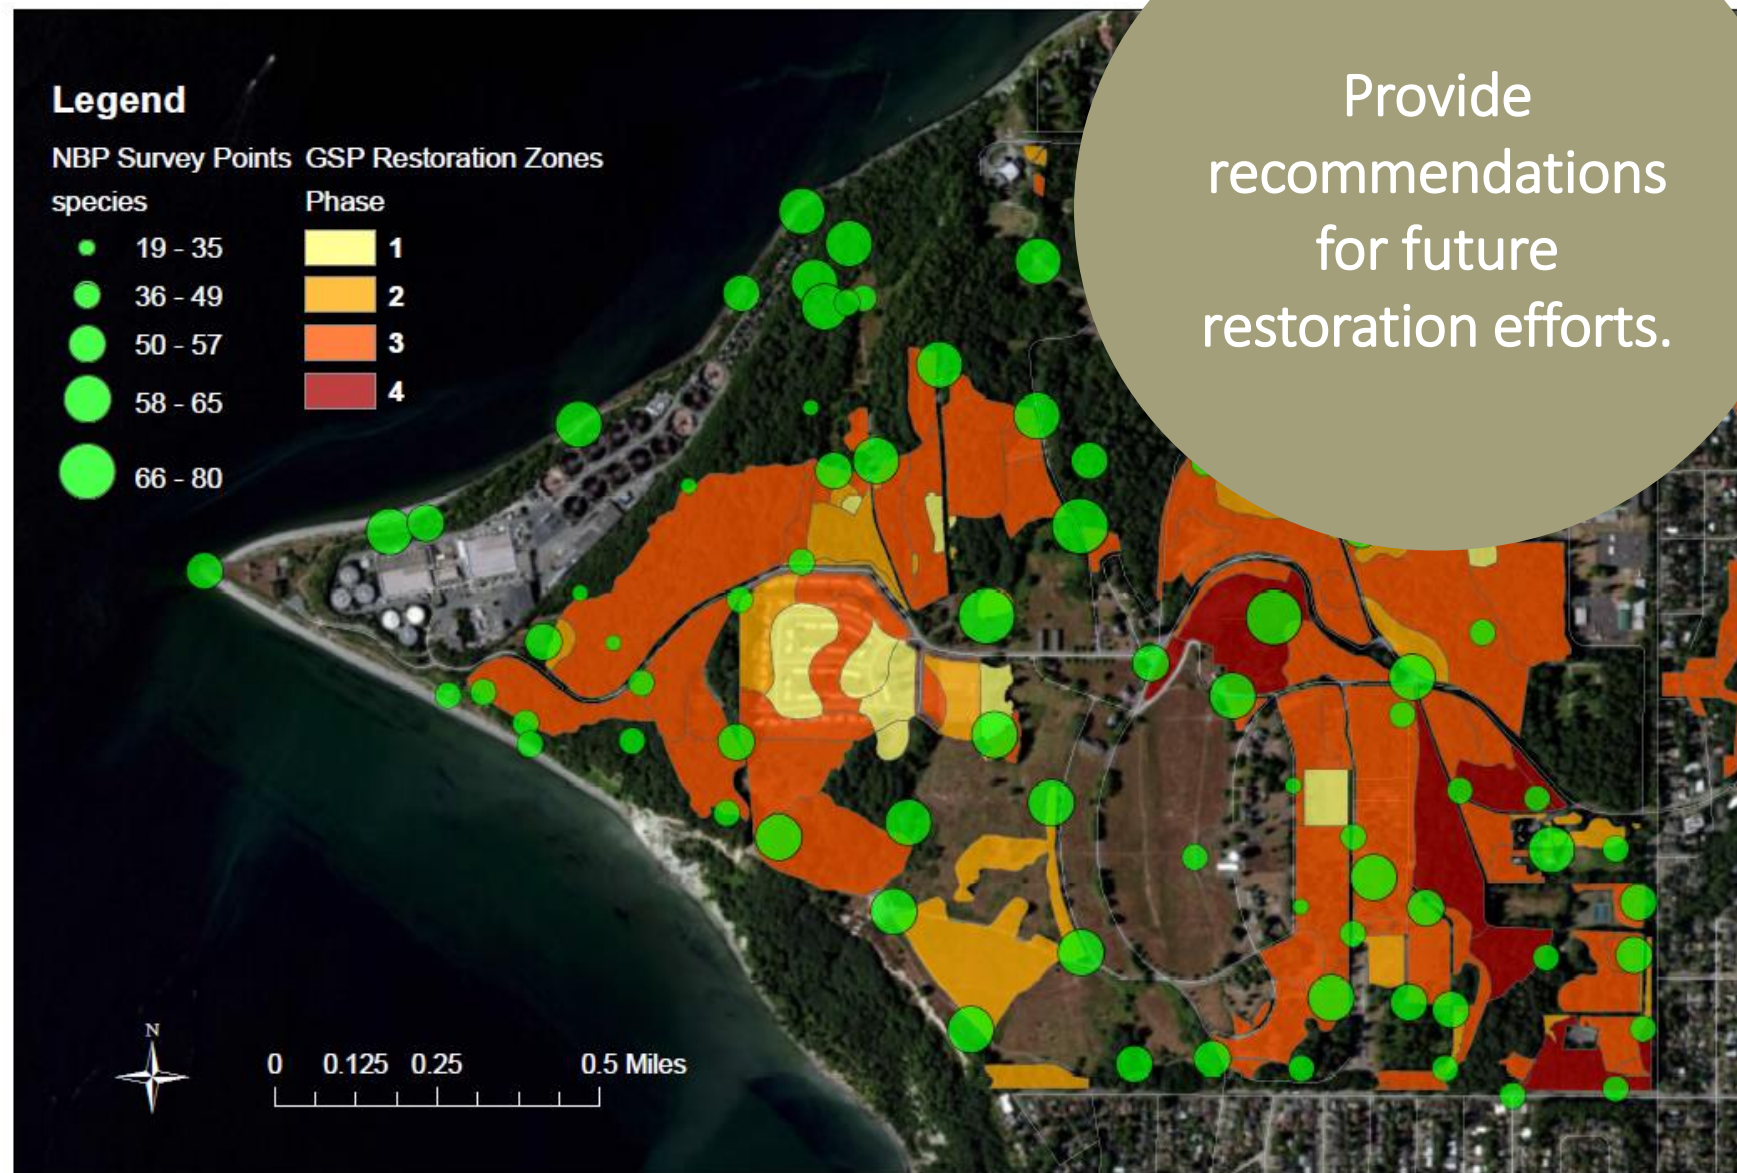 Legend
NBP Survey Points
species
19 - 35
36 - 49
50 - 57
58 - 65
66 - 80
GSP Restoration Zones
Phase
1
2
3
4
Provide
recommendations
for future
restoration efforts.
N
0 0.125 0.25 0.5 Miles